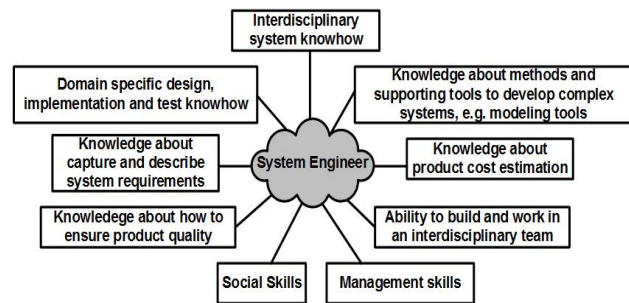 Interdisciplinary
system knowhow
Domain specific design,
implementation and test knowhow
Knowledge about methods and
supporting tools to develop complex
systems, e.g. modeling tools
Knowledge about
capture and describe
system requirements
System Engineer
Knowledge about
product cost estimation
Knowledege about how to
ensure product quality
Ability to build and work in
an interdisciplinary team
Social Skills
Management skills